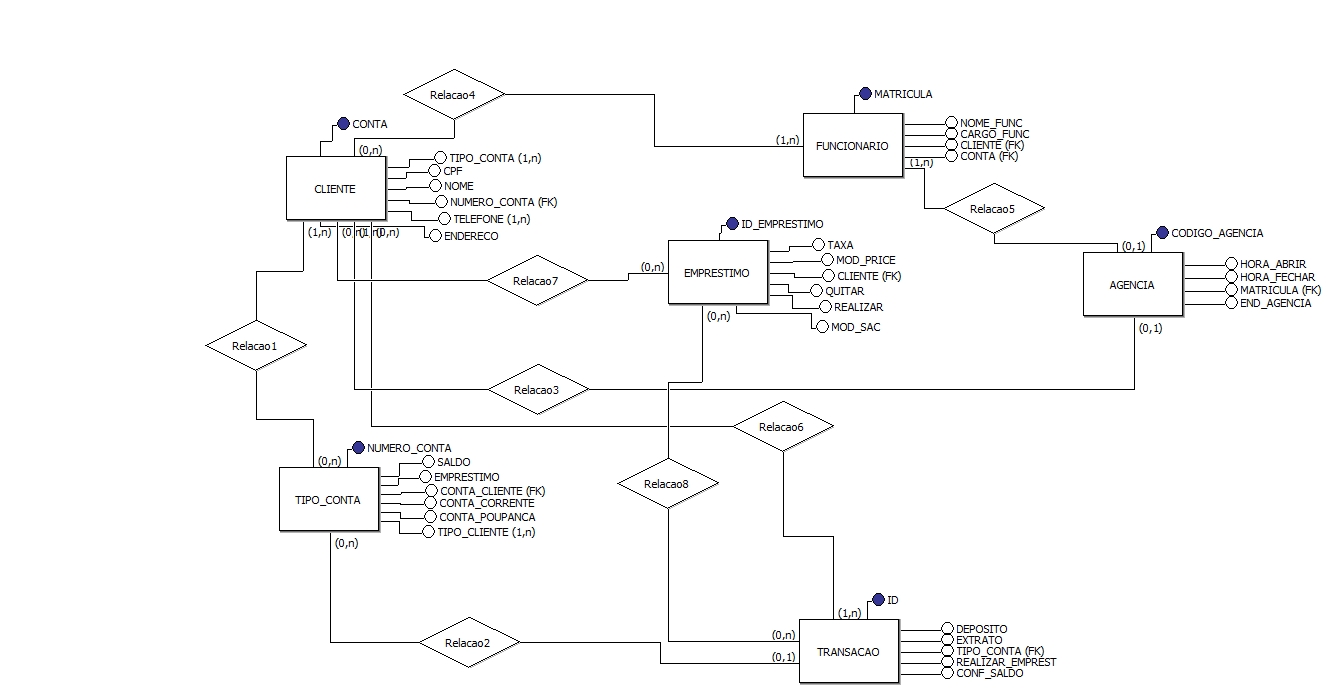 Relacao4
MATRICULA
CONTA
NOME_FUNC
CARGO_FUNC
CLIENTE (FK)
CONTA (FK)
FUNCIONARIO
(1,n)
(1,n)
(0,n)
TIPO_CONTA (1,n)
CPF
NOME
NUMERO_CONTA (FK)
TELEFONE (1,n)
ENDERECO
CLIENTE
(1,n)
(0,n)
Relacao5
ID_EMPRESTIMO
CODIGO_AGENCIA
(0,1)
TAXA
MOD_PRICE
CLIENTE (FK)
QUITAR
REALIZAR
MOD_SAC
EMPRESTIMO
(0,n)
(0,n)
Relacao7
HORA_ABRIR
HORA_FECHAR
MATRICULA (FK)
END_AGENCIA
AGENCIA
(0,1)
Relacao1
Relacao3
Relacao6
NUMERO_CONTA
(0,n)
SALDO
EMPRESTIMO
CONTA_CLIENTE (FK)
CONTA_CORRENTE
CONTA_POUPANCA
TIPO_CLIENTE (1,n)
TIPO_CONTA
(0,n)
Relacao8
ID
(1,n)
(0,n)
(0,1)
Relacao2
TRANSACAO
DEPOSITO
EXTRATO
TIPO_CONTA (FK)
REALIZAR_EMPREST
CONF_SALDO